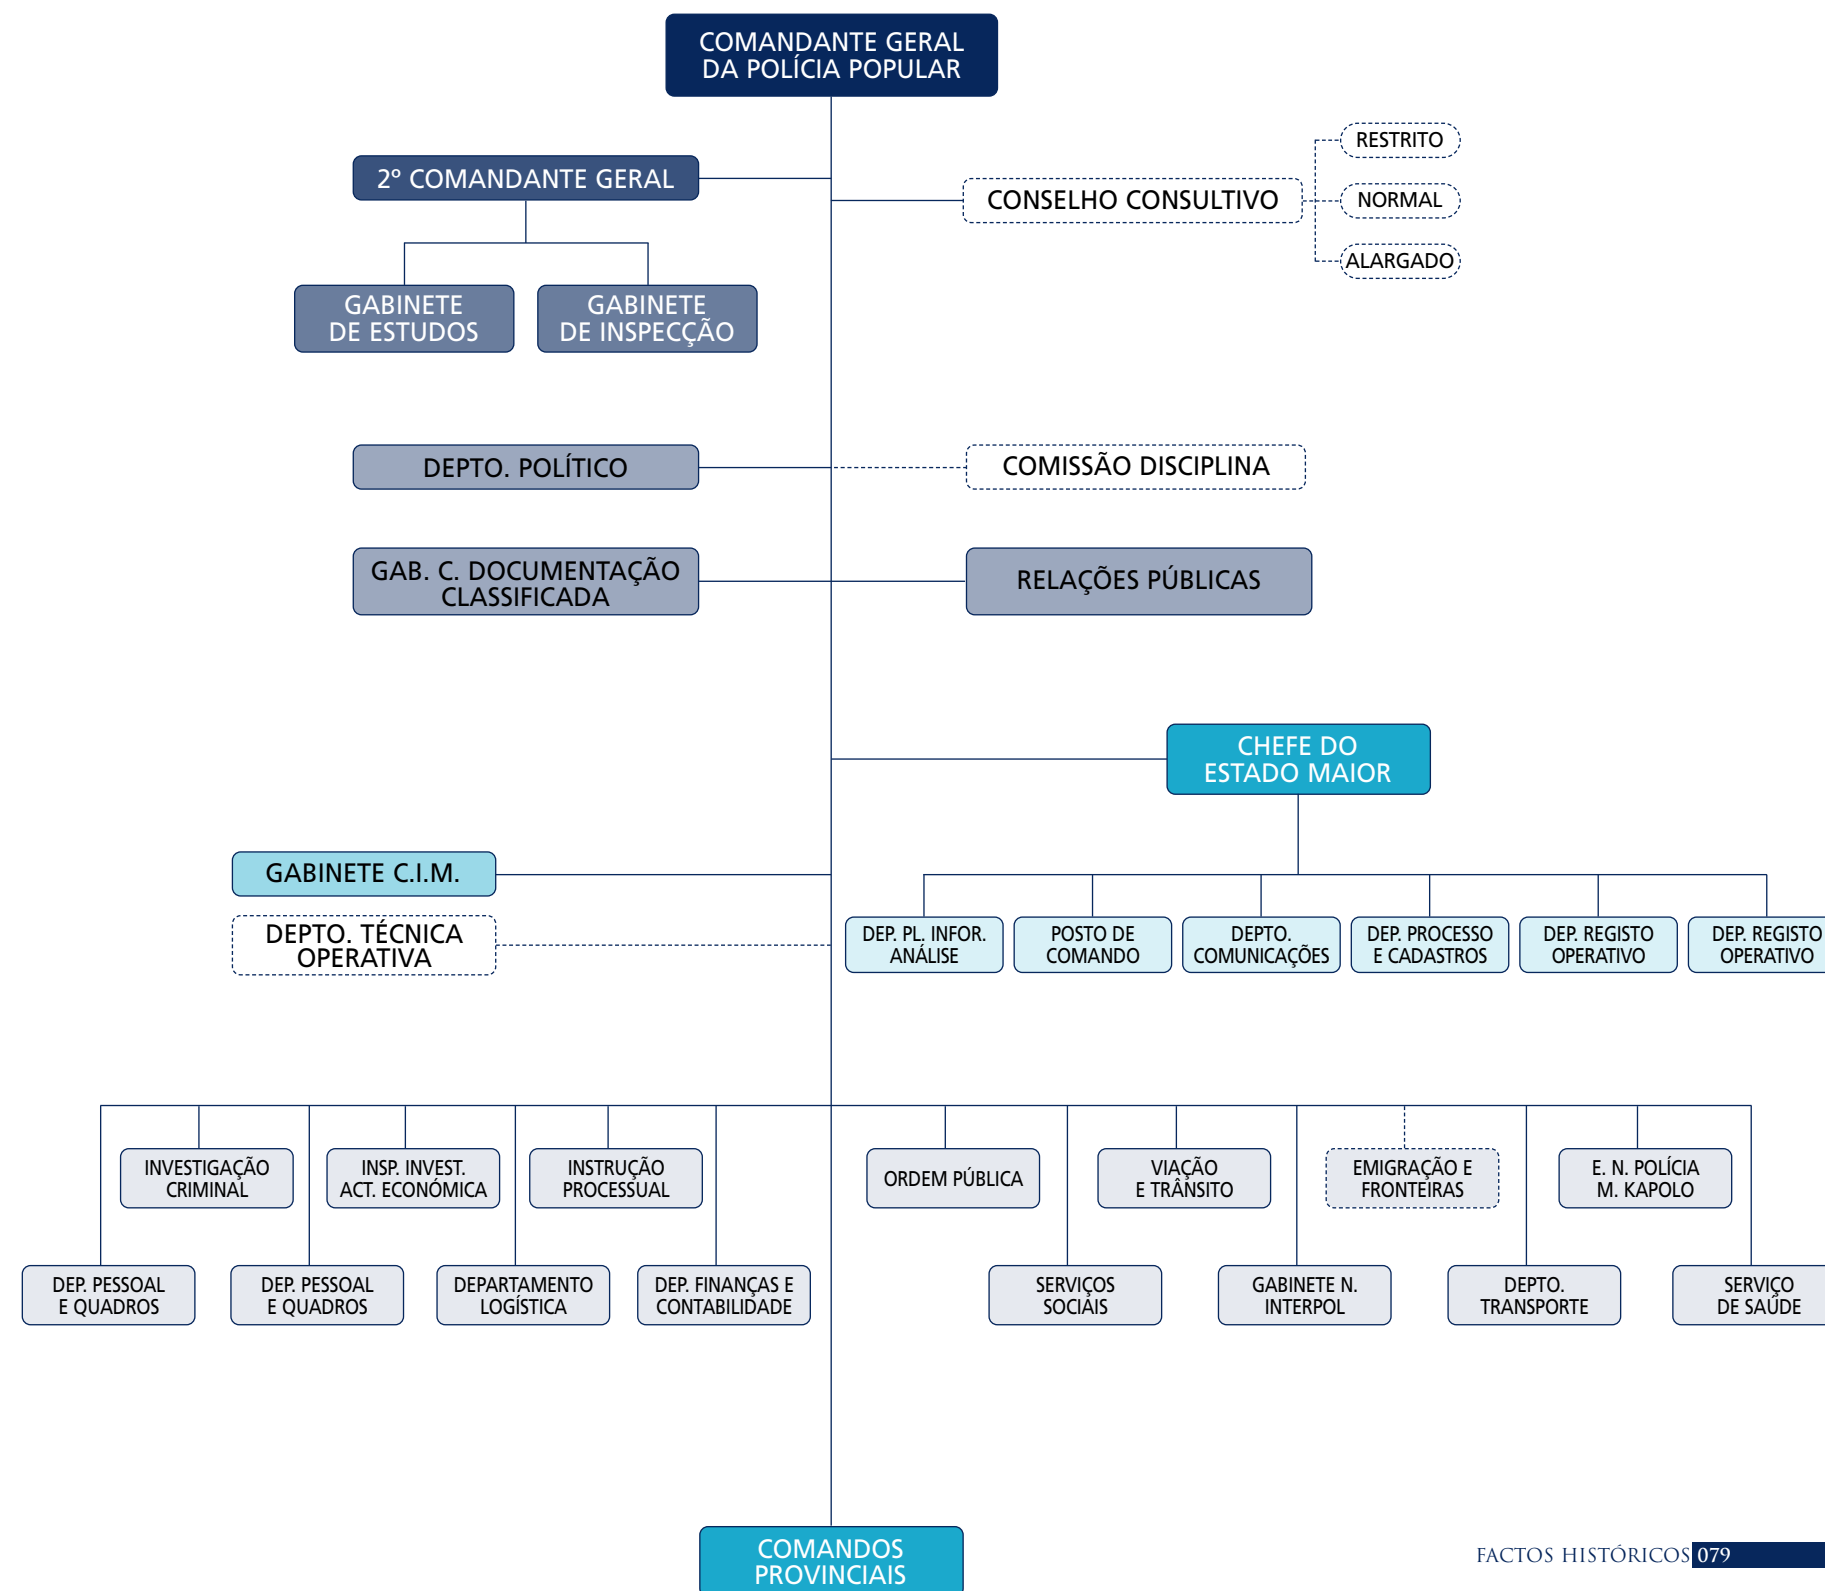 COMANDANTE GERAL
DA POLÍCIA POPULAR
2º COMANDANTE GERAL
CONSELHO CONSULTIVO
RESTRITO
NORMAL
ALARGADO
GABINETE
DE ESTUDOS
GABINETE
DE INSPECÇÃO
DEPTO. POLÍTICO
COMISSÃO DISCIPLINA
GAB. C. DOCUMENTAÇÃO
CLASSIFICADA
RELAÇÕES PÚBLICAS
CHEFE DO
ESTADO MAIOR
GABINETE C.I.M.
DEPTO. TÉCNICA
OPERATIVA
DEP. PL. INFOR.
ANÁLISE
POSTO DE
COMANDO
DEPTO.
COMUNICAÇÕES
DEP. PROCESSO
E CADASTROS
DEP. REGISTO
OPERATIVO
DEP. REGISTO
OPERATIVO
INVESTIGAÇÃO
CRIMINAL
INSP. INVEST.
ACT. ECONÓMICA
INSTRUÇÃO
PROCESSUAL
ORDEM PÚBLICA
VIAÇÃO
E TRÂNSITO
EMIGRAÇÃO E
FRONTEIRAS
E. N. POLÍCIA
M. KAPOLO
DEP. PESSOAL
E QUADROS
DEP. PESSOAL
E QUADROS
DEPARTAMENTO
LOGÍSTICA
DEP. FINANÇAS E
CONTABILIDADE
SERVIÇOS
SOCIAIS
GABINETE N.
INTERPOL
DEPTO.
TRANSPORTE
SERVIÇO
DE SAÚDE
COMANDOS
PROVINCIAIS
FACTOS HISTÓRICOS 079